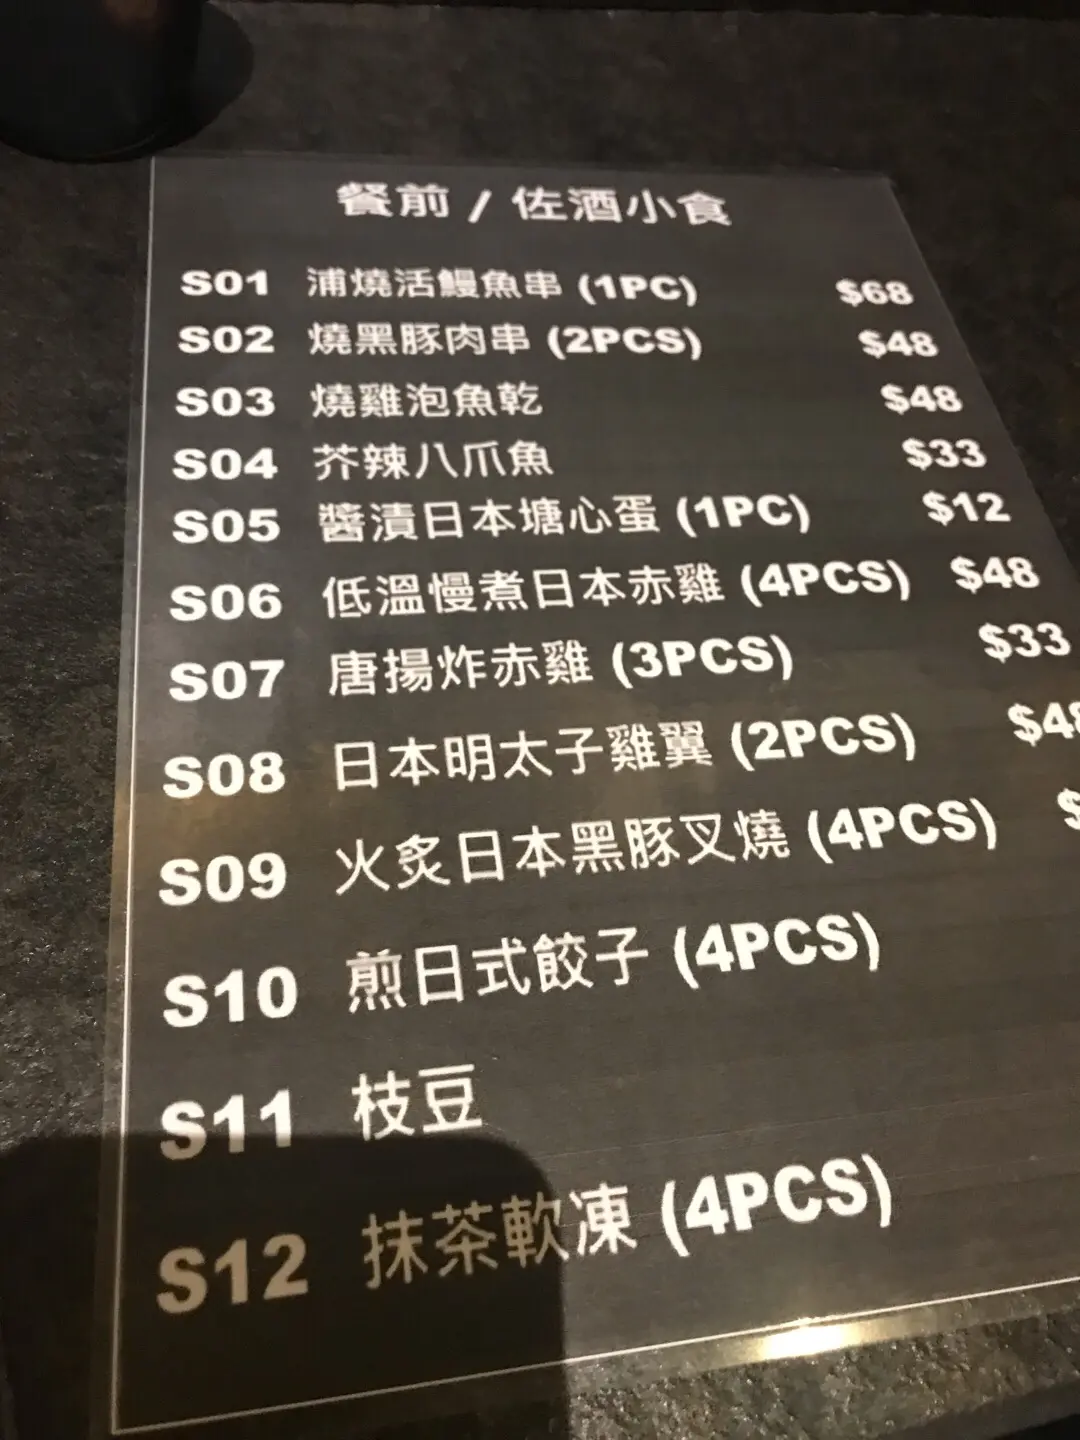 餐前 / 佐酒小食
S01 浦燒活鰻魚串 (1PC) $68
S02 燒黑豚肉串 (2PCS) $48
S03 燒雞泡魚乾 $48
S04 芥辣八爪魚 $33
S05 醬漬日本塘心蛋 (1PC) $12
S06 低溫慢煮日本赤雞 (4PCS) $48
S07 唐揚炸赤雞 (3PCS) $33
S08 日本明太子雞翼 (2PCS)
S09 火炙日本黑豚叉燒 (4PCS) $
S10 煎日式餃子 (4PCS)
S11 枝豆
S12 抹茶軟凍 (4PCS)